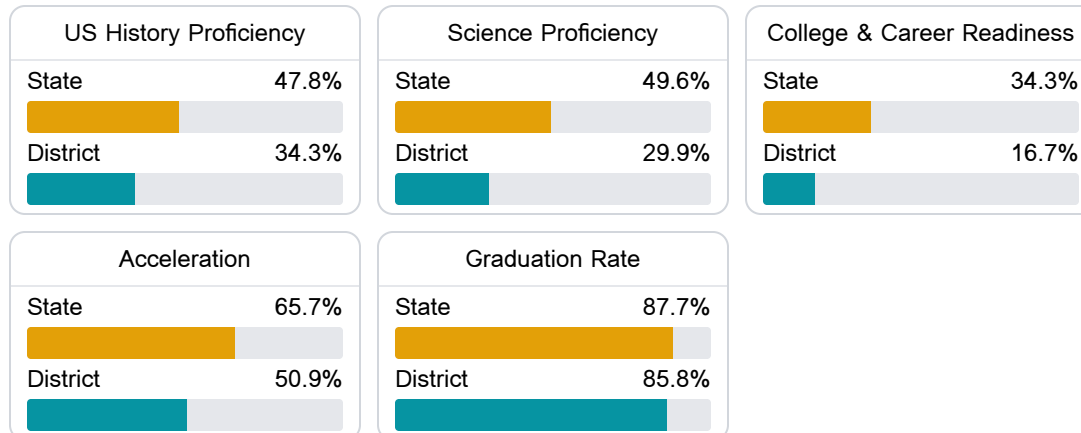 US History Proficiency
State 47.8%
District 34.3%
Science Proficiency
State 49.6%
District 29.9%
College & Career Readiness
State 34.3%
District 16.7%
Acceleration
State 65.7%
District 50.9%
Graduation Rate
State 87.7%
District 85.8%